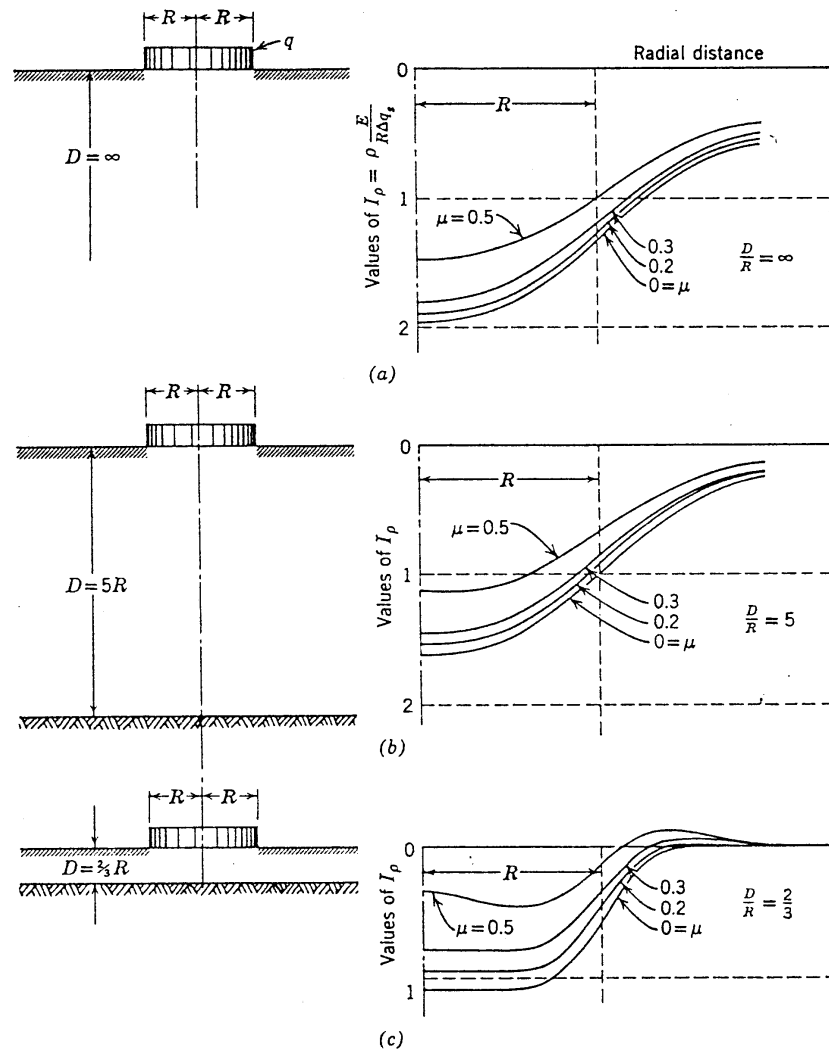 R R
q
D = ∞
Radial distance
0
R
1
μ = 0.5
0.3
0.2
0 = μ
D/R = ∞
2
Values of I_ρ = ρ E/(RΔq_s)
(a)
R R
D = 5R
0
R
μ = 0.5
1
0.3
0.2
0 = μ
D/R = 5
2
Values of I_ρ
(b)
R R
D = 2/3 R
0
R
0.3
0.2
0 = μ
μ = 0.5
D/R = 2/3
1
Values of I_ρ
(c)